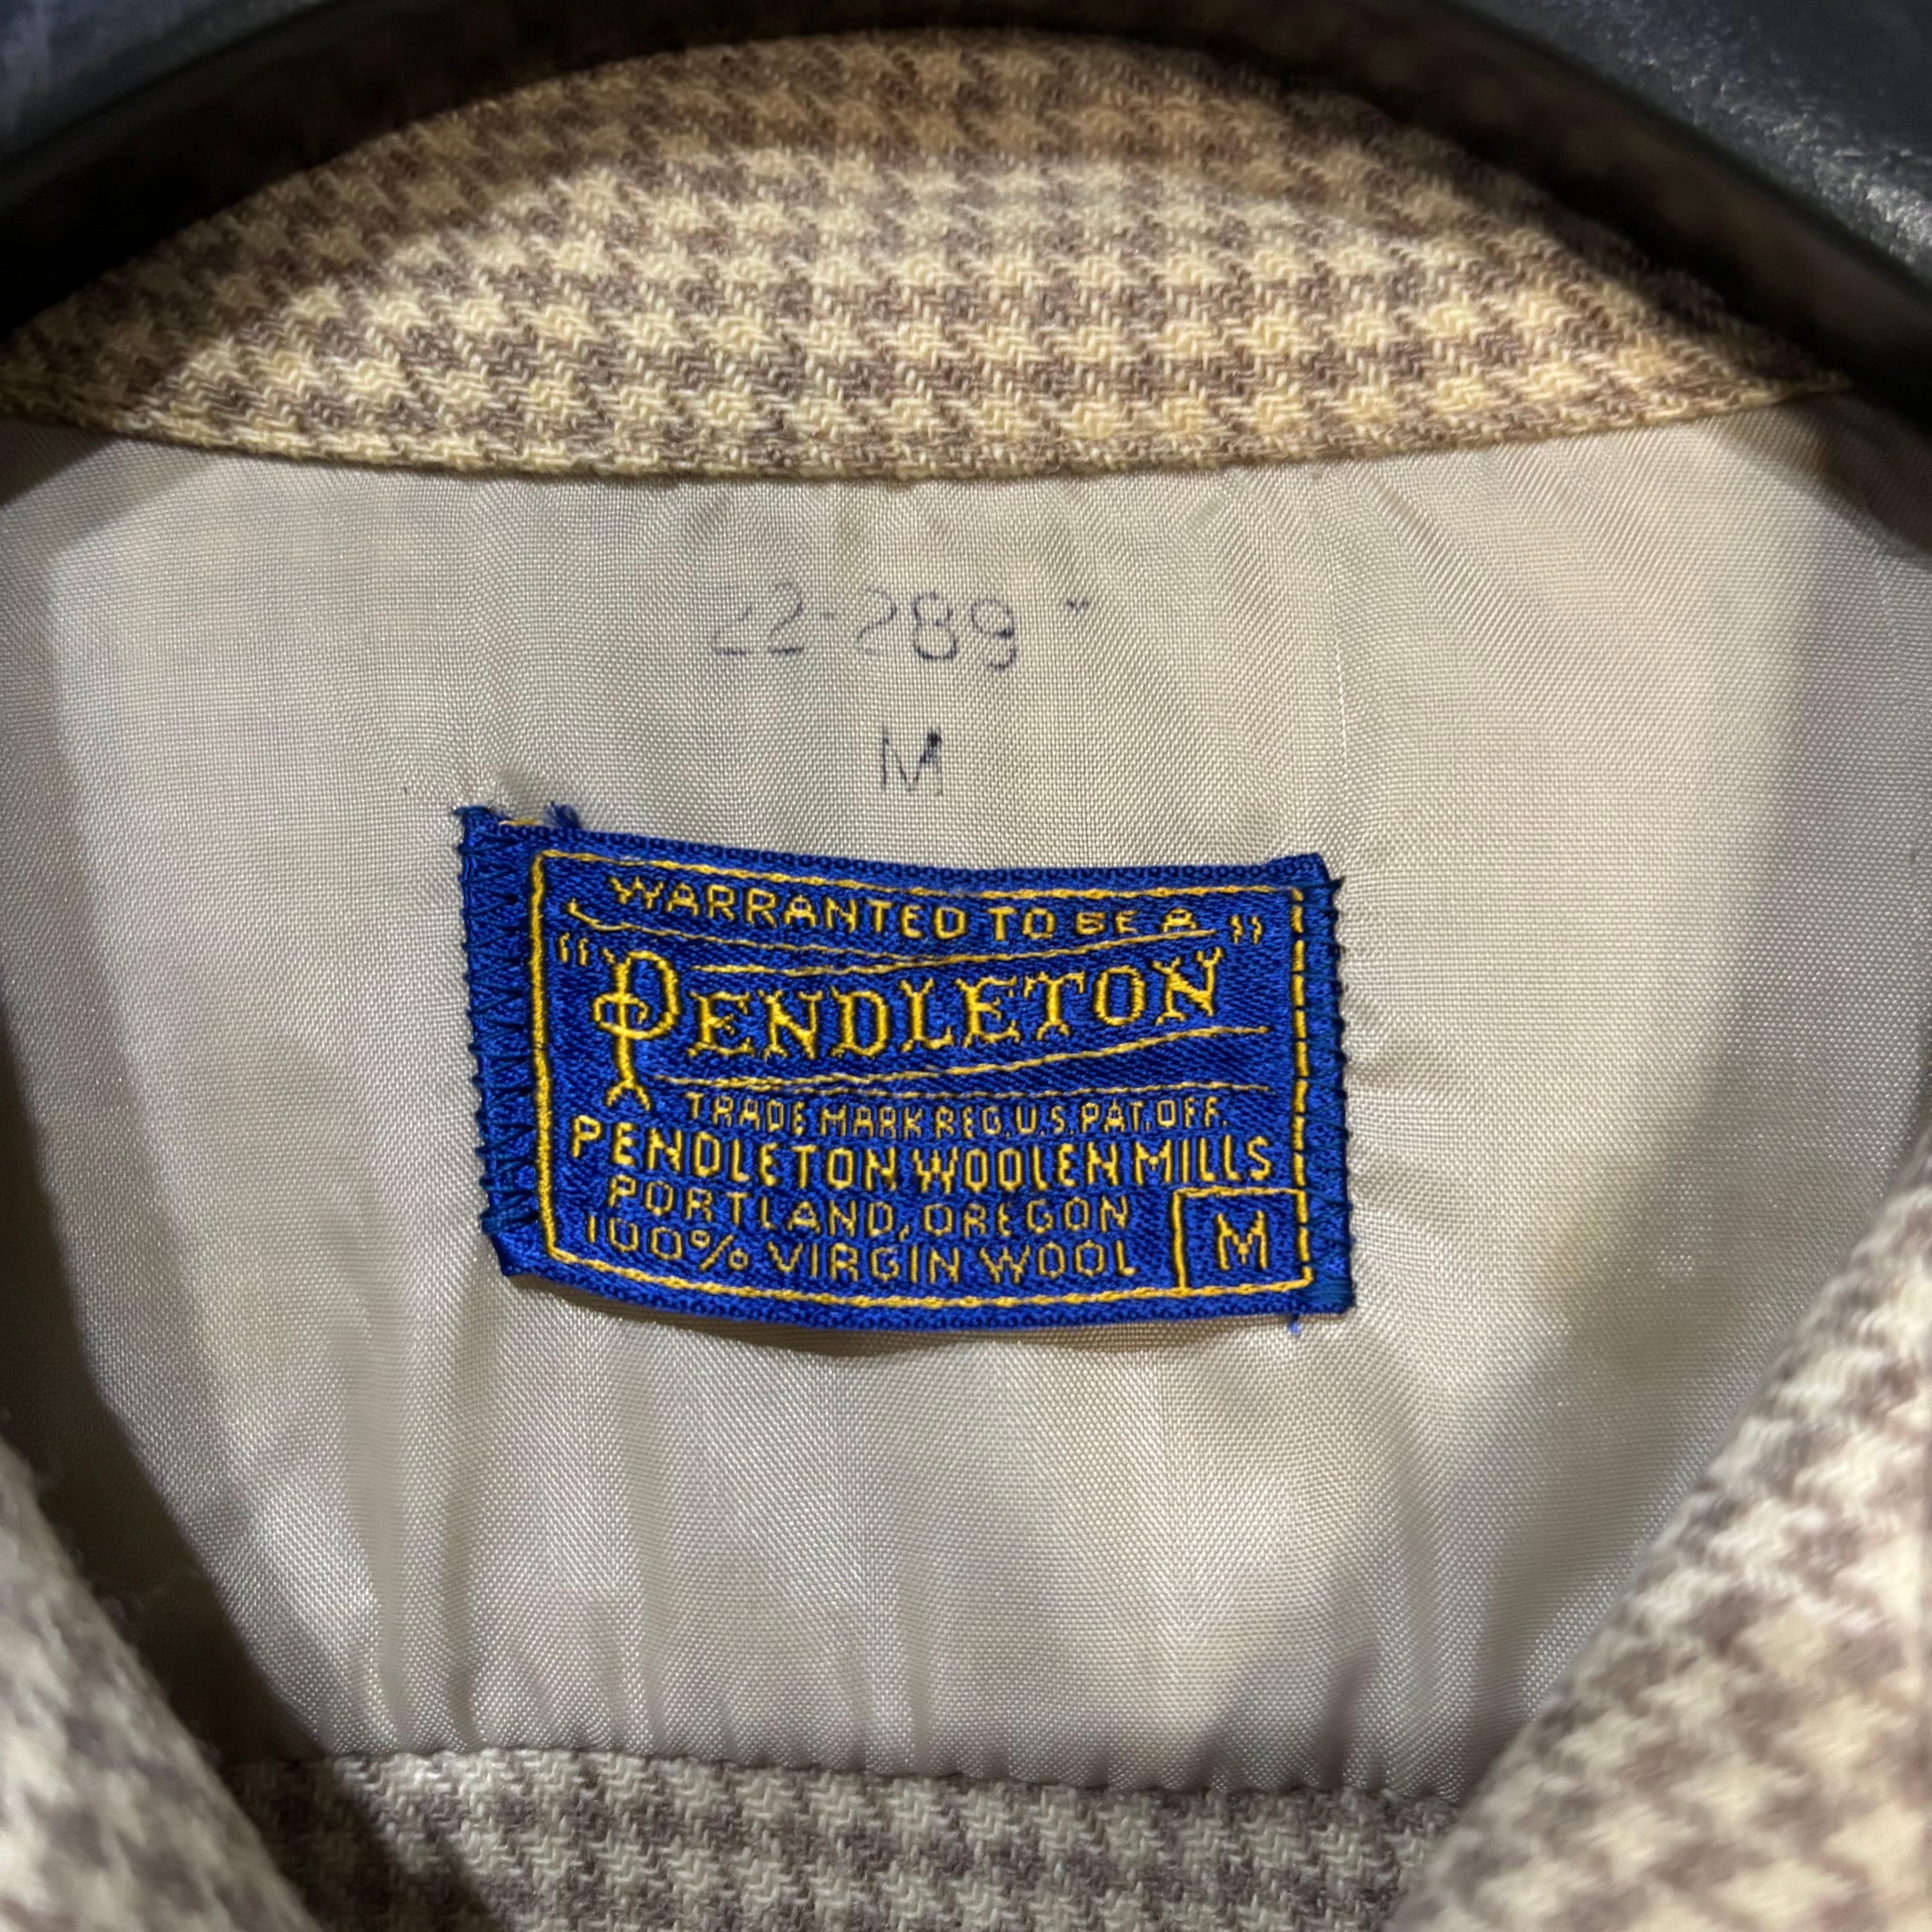 22-289
M
WARRANTED TO BE A
"PENDLETON"
TRADE MARK REG. U.S. PAT. OFF.
PENDLETON WOOLEN MILLS
PORTLAND, OREGON
100% VIRGIN WOOL
M